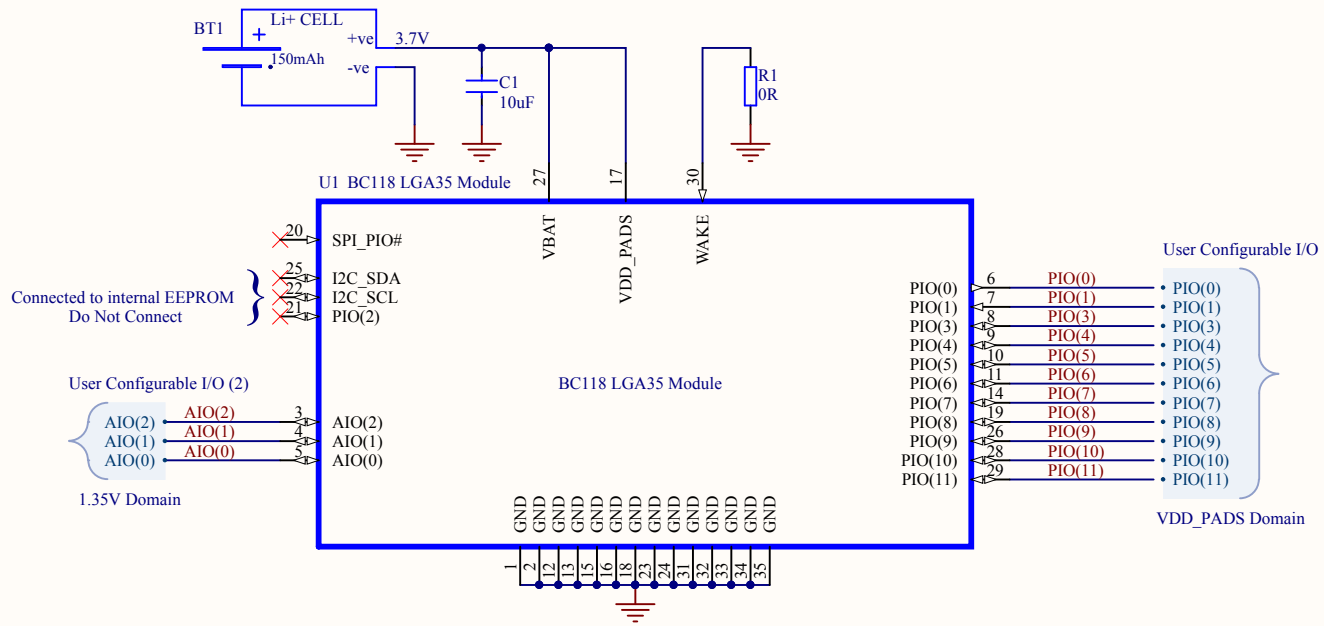 BT1
Li+ CELL
+
+ve
3.7V
150mAh
-ve
C1
10uF
R1
0R
U1 BC118 LGA35 Module
27
17
30
VBAT
VDD_PADS
WAKE
20 SPI_PIO#
25 I2C_SDA
22 I2C_SCL
21 PIO(2)
Connected to internal EEPROM
Do Not Connect
User Configurable I/O (2)
AIO(2) AIO(2) 3 AIO(2)
AIO(1) AIO(1) 4 AIO(1)
AIO(0) AIO(0) 5 AIO(0)
1.35V Domain
BC118 LGA35 Module
User Configurable I/O
PIO(0) 6 PIO(0) PIO(0)
PIO(1) 7 PIO(1) PIO(1)
PIO(3) 8 PIO(3) PIO(3)
PIO(4) 9 PIO(4) PIO(4)
PIO(5) 10 PIO(5) PIO(5)
PIO(6) 11 PIO(6) PIO(6)
PIO(7) 14 PIO(7) PIO(7)
PIO(8) 19 PIO(8) PIO(8)
PIO(9) 26 PIO(9) PIO(9)
PIO(10) 28 PIO(10) PIO(10)
PIO(11) 29 PIO(11) PIO(11)
VDD_PADS Domain
GND GND GND GND GND GND GND GND GND GND GND GND GND GND
1 2 12 13 15 16 18 23 24 31 32 33 34 35